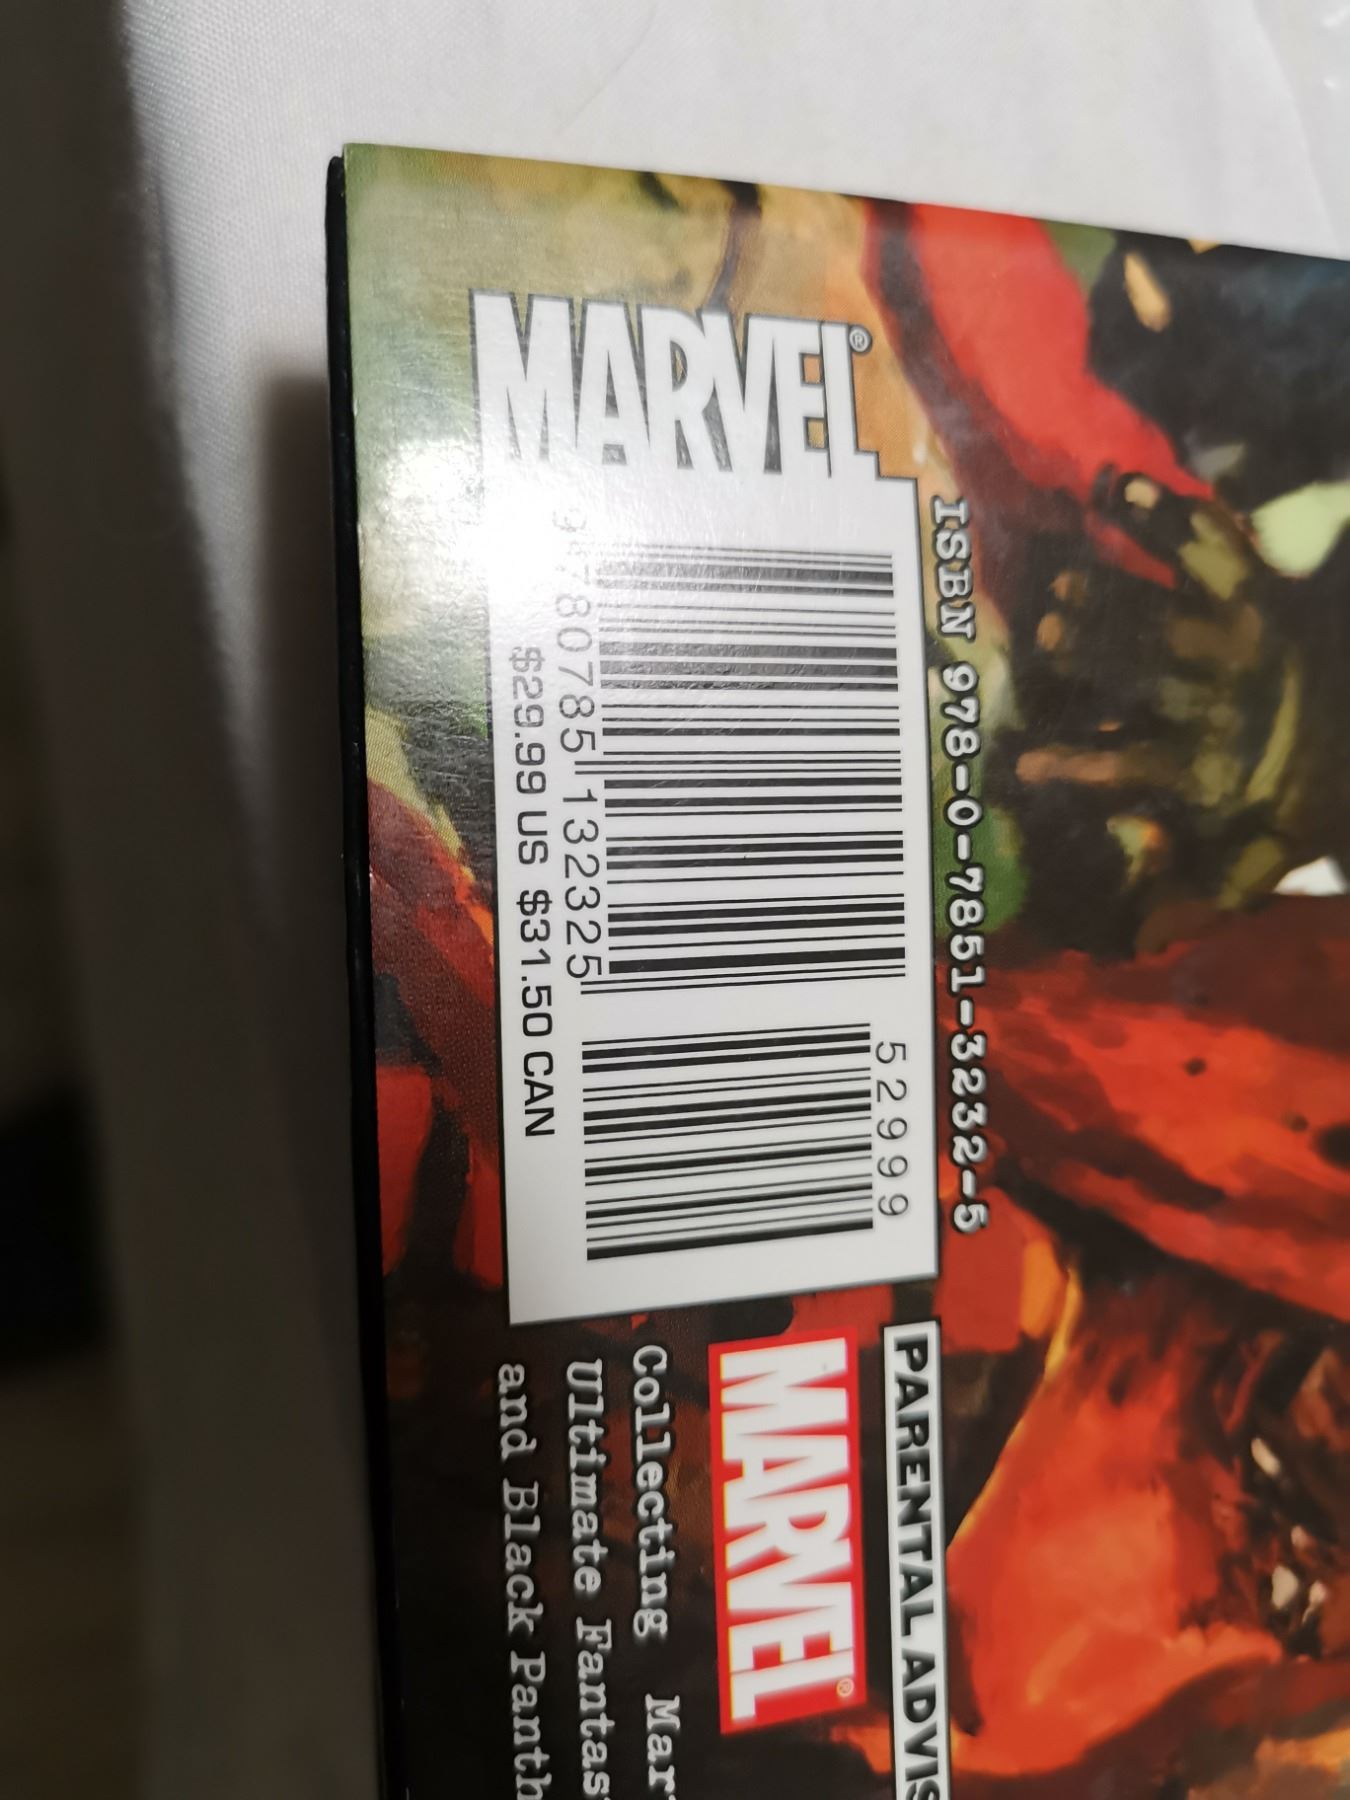 MARVEL®
ISBN 978-0-7851-3232-5
52999
9 780785 132325
$29.99 US $31.50 CAN
PARENTAL ADVIS
MARVEL®
Collecting Mar
Ultimate Fantas
and Black Panth